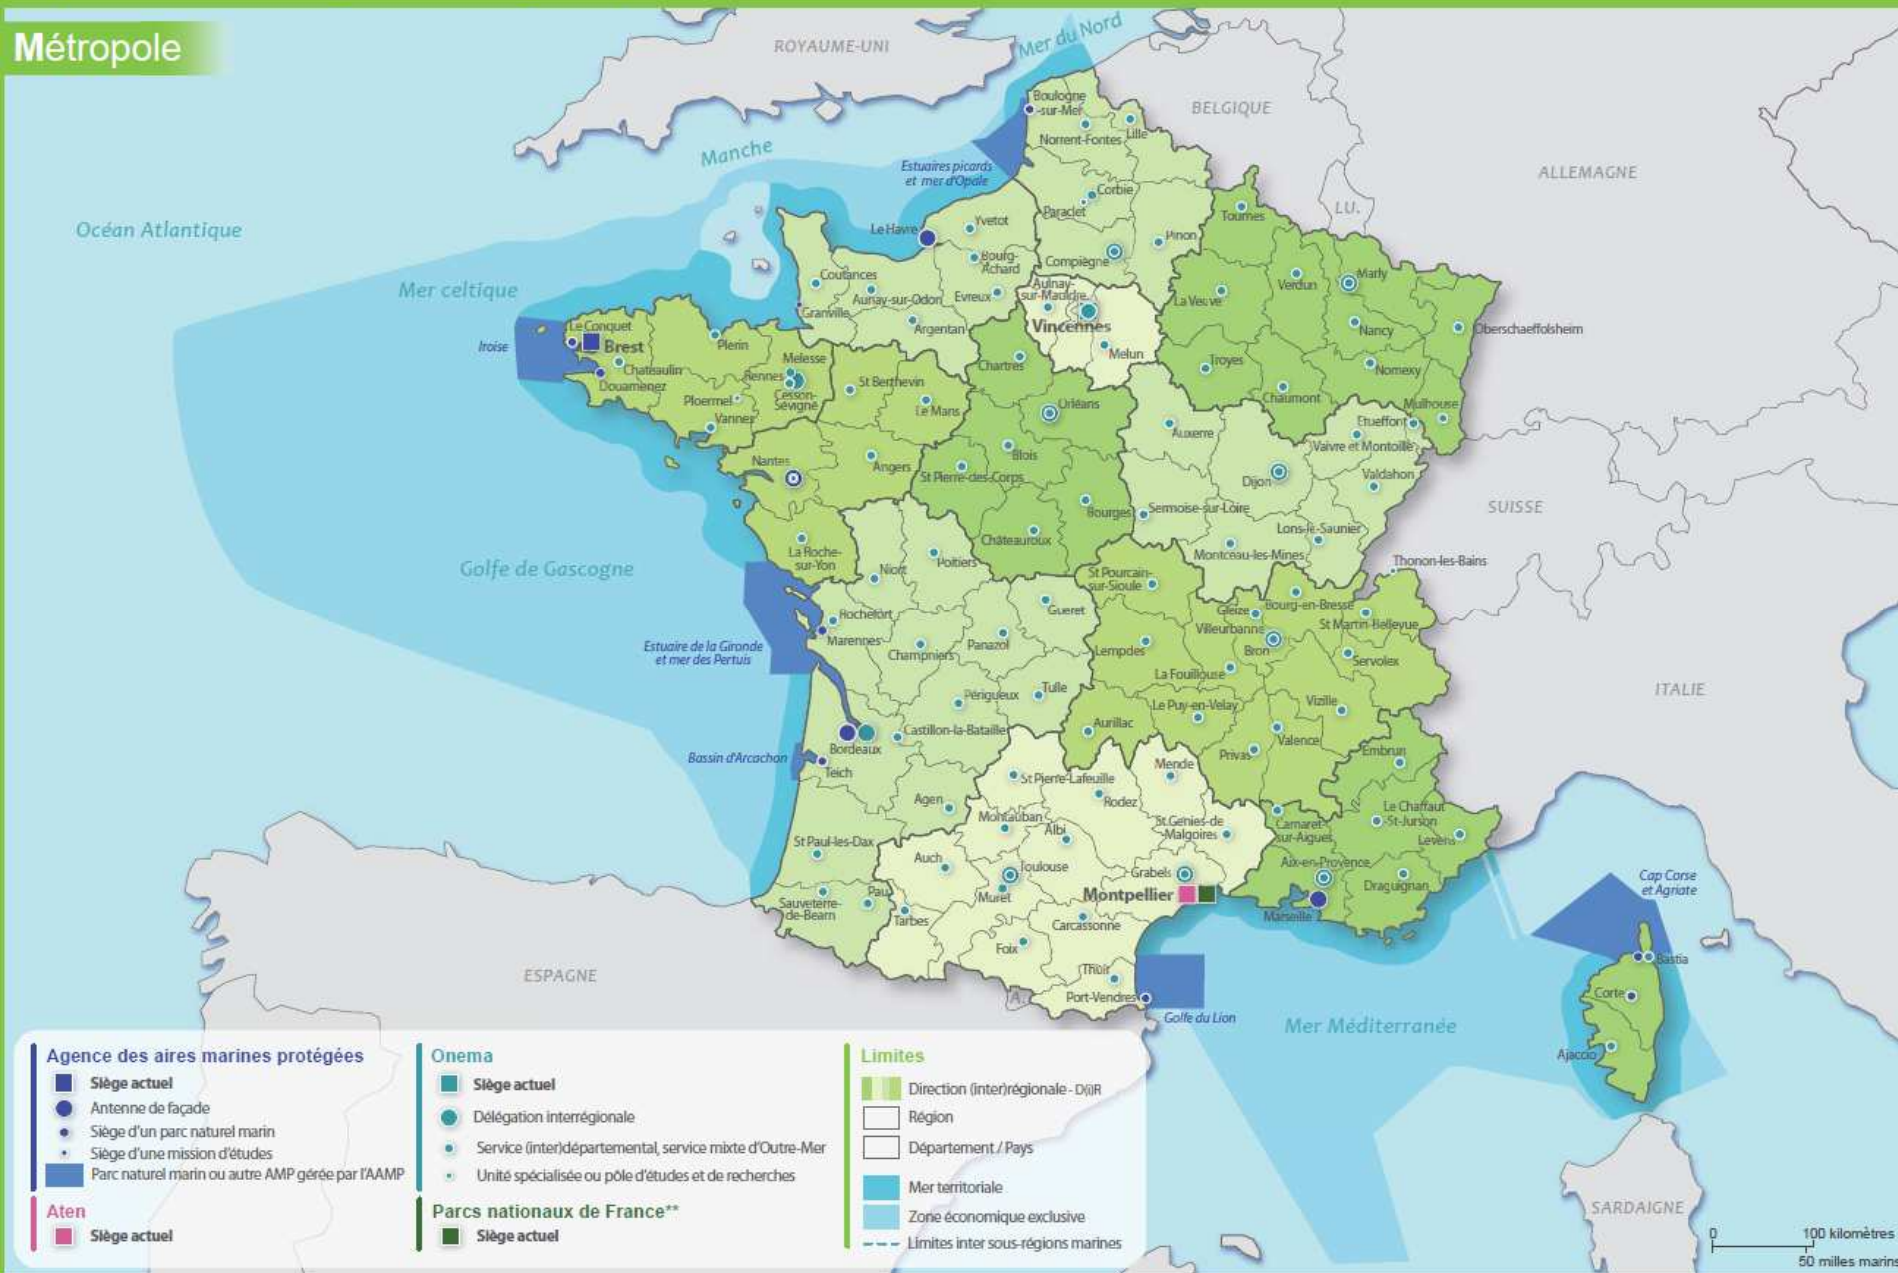 Métropole
ROYAUME-UNI
Mer du Nord
BELGIQUE
ALLEMAGNE
LU.
Manche
Océan Atlantique
Mer celtique
Golfe de Gascogne
SUISSE
ITALIE
ESPAGNE
A.
Mer Méditerranée
SARDAIGNE
Estuaires picards
et mer d'Opale
Iroise
Estuaire de la Gironde
et mer des Pertuis
Bassin d'Arcachon
Golfe du Lion
Cap Corse
et Agriate
Boulogne
-sur-Mer
Norrent-Fontes
Lille
Corbie
Paraclet
Pinon
Compiègne
Le Havre
Yvetot
Bourg-
Achard
Evreux
Coutances
Aunay-sur-Odon
Granville
Argentan
Aulnay-
sur-Mauldre
Vincennes
Melun
Tournes
La Veuve
Verdun
Marly
Nancy
Oberschaeffolsheim
Troyes
Nomexy
Chaumont
Mulhouse
Le Conquet
Brest
Chateaulin
Douarnenez
Plerin
Melesse
Rennes
Cesson-
Sévigné
Ploermel
Vannes
St Berthevin
Le Mans
Nantes
Angers
La Roche-
sur-Yon
Chartres
Orléans
Blois
St Pierre-des-Corps
Bourges
Châteauroux
Auxerre
Etueffont
Vaivre et Montoille
Dijon
Valdahon
Sermoise-sur-Loire
Lons-le-Saunier
Montceau-les-Mines
Thonon-les-Bains
Niort
Poitiers
Rochefort
Marennes
Gueret
Champniers
Panazol
Périgueux
Tulle
Bordeaux
Castillon-la-Bataille
Teich
Agen
St Paul-les-Dax
Sauveterre-
de-Bearn
Pau
St Pourcain-
sur-Sioule
Gleize
Bourg-en-Bresse
Villeurbanne
St Martin-Bellevue
Lempdes
Bron
Servolex
La Fouillouse
Le Puy-en-Velay
Vizille
Aurillac
Valence
Privas
Embrun
St Pierre-Lafeuille
Mende
Rodez
Montauban
Albi
St Genies-de
-Malgoires
Auch
Toulouse
Muret
Grabels
Montpellier
Tarbes
Carcassonne
Foix
Thuir
Port-Vendres
Camaret-
sur-Aigues
Le Chaffaut
-St-Jurson
Levens
Aix-en-Provence
Draguignan
Marseille
Bastia
Corte
Ajaccio
Agence des aires marines protégées
Siège actuel
Antenne de façade
Siège d'un parc naturel marin
Siège d'une mission d'études
Parc naturel marin ou autre AMP gérée par l'AAMP
Aten
Siège actuel
Onema
Siège actuel
Délégation interrégionale
Service (inter)départemental, service mixte d'Outre-Mer
Unité spécialisée ou pôle d'études et de recherches
Parcs nationaux de France**
Siège actuel
Limites
Direction (inter)régionale - D(i)R
Région
Département / Pays
Mer territoriale
Zone économique exclusive
Limites inter sous-régions marines
0 100 kilomètres
50 milles marins